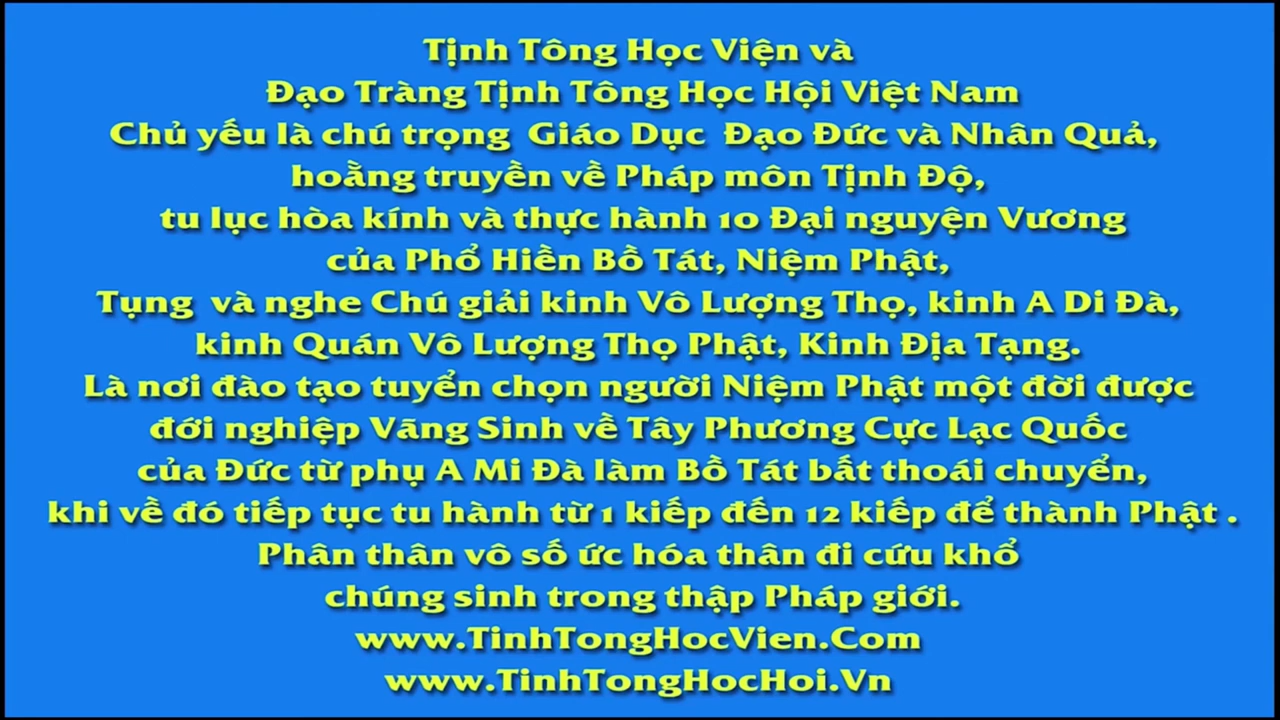 Tịnh Tông Học Viện và
Đạo Tràng Tịnh Tông Học Hội Việt Nam
Chủ yếu là chú trọng Giáo Dục Đạo Đức và Nhân Quả,
hoằng truyền về Pháp môn Tịnh Độ,
tu lục hòa kính và thực hành 10 Đại nguyện Vương
của Phổ Hiền Bồ Tát, Niệm Phật,
Tụng và nghe Chú giải kinh Vô Lượng Thọ, kinh A Di Đà,
kinh Quán Vô Lượng Thọ Phật, Kinh Địa Tạng.
Là nơi đào tạo tuyển chọn người Niệm Phật một đời được
đới nghiệp Vãng Sinh về Tây Phương Cực Lạc Quốc
của Đức từ phụ A Mi Đà làm Bồ Tát bất thoái chuyển,
khi về đó tiếp tục tu hành từ 1 kiếp đến 12 kiếp để thành Phật .
Phân thân vô số ức hóa thân đi cứu khổ
chúng sinh trong thập Pháp giới.
www.TinhTongHocVien.Com
www.TinhTongHocHoi.Vn